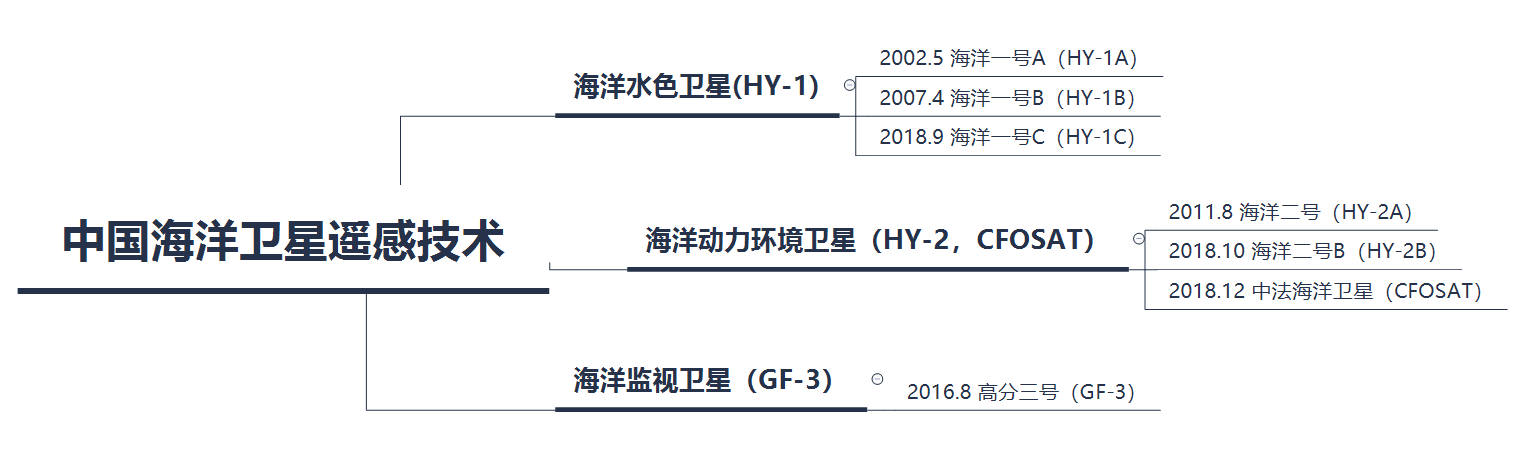 中国海洋卫星遥感技术
海洋水色卫星(HY-1)
2002.5 海洋一号A（HY-1A）
2007.4 海洋一号B（HY-1B）
2018.9 海洋一号C（HY-1C）
海洋动力环境卫星（HY-2，CFOSAT）
2011.8 海洋二号（HY-2A）
2018.10 海洋二号B（HY-2B）
2018.12 中法海洋卫星（CFOSAT）
海洋监视卫星（GF-3）
2016.8 高分三号（GF-3）